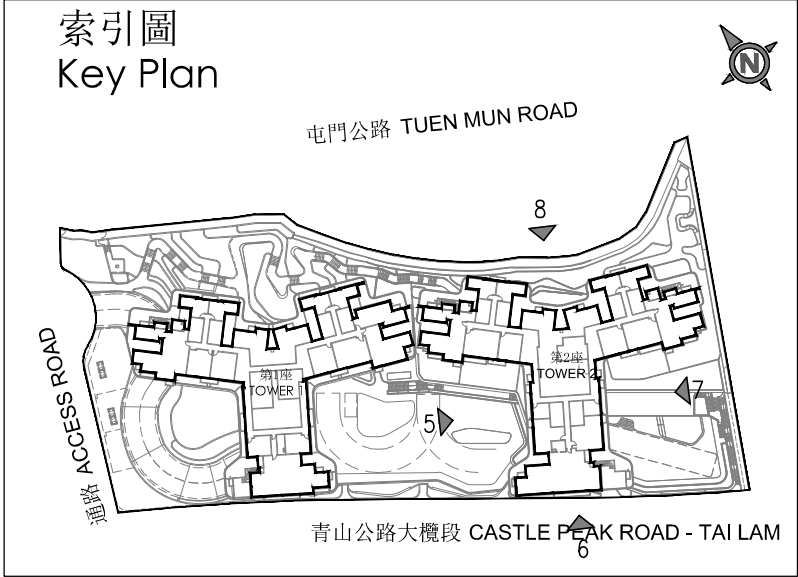 索引圖
Key Plan
N
屯門公路 TUEN MUN ROAD
8
第1座
TOWER 1
第2座
TOWER 2
7
5
通路 ACCESS ROAD
青山公路大欖段 CASTLE PEAK ROAD - TAI LAM
6